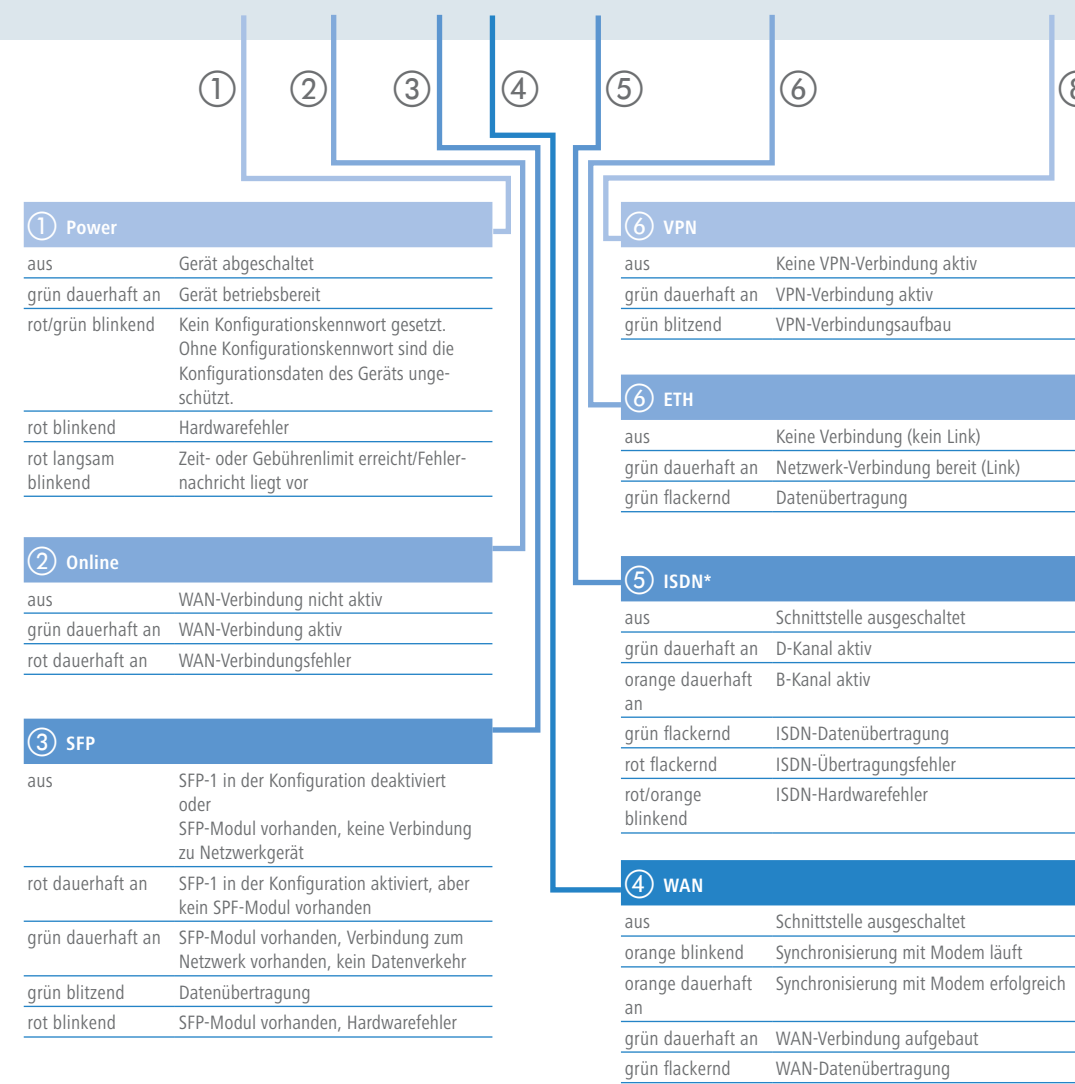 ① ② ③ ④ ⑤ ⑥
① Power
aus Gerät abgeschaltet
grün dauerhaft an Gerät betriebsbereit
rot/grün blinkend Kein Konfigurationskennwort gesetzt.
Ohne Konfigurationskennwort sind die
Konfigurationsdaten des Geräts unge-
schützt.
rot blinkend Hardwarefehler
rot langsam Zeit- oder Gebührenlimit erreicht/Fehler-
blinkend nachricht liegt vor
② Online
aus WAN-Verbindung nicht aktiv
grün dauerhaft an WAN-Verbindung aktiv
rot dauerhaft an WAN-Verbindungsfehler
③ SFP
aus SFP-1 in der Konfiguration deaktiviert
oder
SFP-Modul vorhanden, keine Verbindung
zu Netzwerkgerät
rot dauerhaft an SFP-1 in der Konfiguration aktiviert, aber
kein SPF-Modul vorhanden
grün dauerhaft an SFP-Modul vorhanden, Verbindung zum
Netzwerk vorhanden, kein Datenverkehr
grün blitzend Datenübertragung
rot blinkend SFP-Modul vorhanden, Hardwarefehler
⑥ VPN
aus Keine VPN-Verbindung aktiv
grün dauerhaft an VPN-Verbindung aktiv
grün blitzend VPN-Verbindungsaufbau
⑥ ETH
aus Keine Verbindung (kein Link)
grün dauerhaft an Netzwerk-Verbindung bereit (Link)
grün flackernd Datenübertragung
⑤ ISDN*
aus Schnittstelle ausgeschaltet
grün dauerhaft an D-Kanal aktiv
orange dauerhaft B-Kanal aktiv
an
grün flackernd ISDN-Datenübertragung
rot flackernd ISDN-Übertragungsfehler
rot/orange ISDN-Hardwarefehler
blinkend
④ WAN
aus Schnittstelle ausgeschaltet
orange blinkend Synchronisierung mit Modem läuft
orange dauerhaft Synchronisierung mit Modem erfolgreich
an
grün dauerhaft an WAN-Verbindung aufgebaut
grün flackernd WAN-Datenübertragung